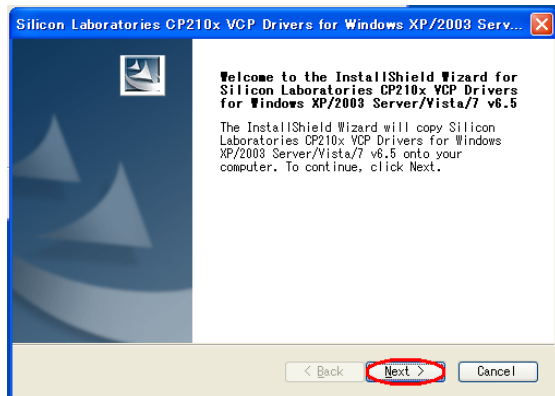 Silicon Laboratories CP210x VCP Drivers for Windows XP/2003 Serv...
Welcome to the InstallShield Wizard for
Silicon Laboratories CP210x VCP Drivers
for Windows XP/2003 Server/Vista/7 v6.5
The InstallShield Wizard will copy Silicon
Laboratories CP210x VCP Drivers for Windows
XP/2003 Server/Vista/7 v6.5 onto your
computer. To continue, click Next.
< Back Next > Cancel